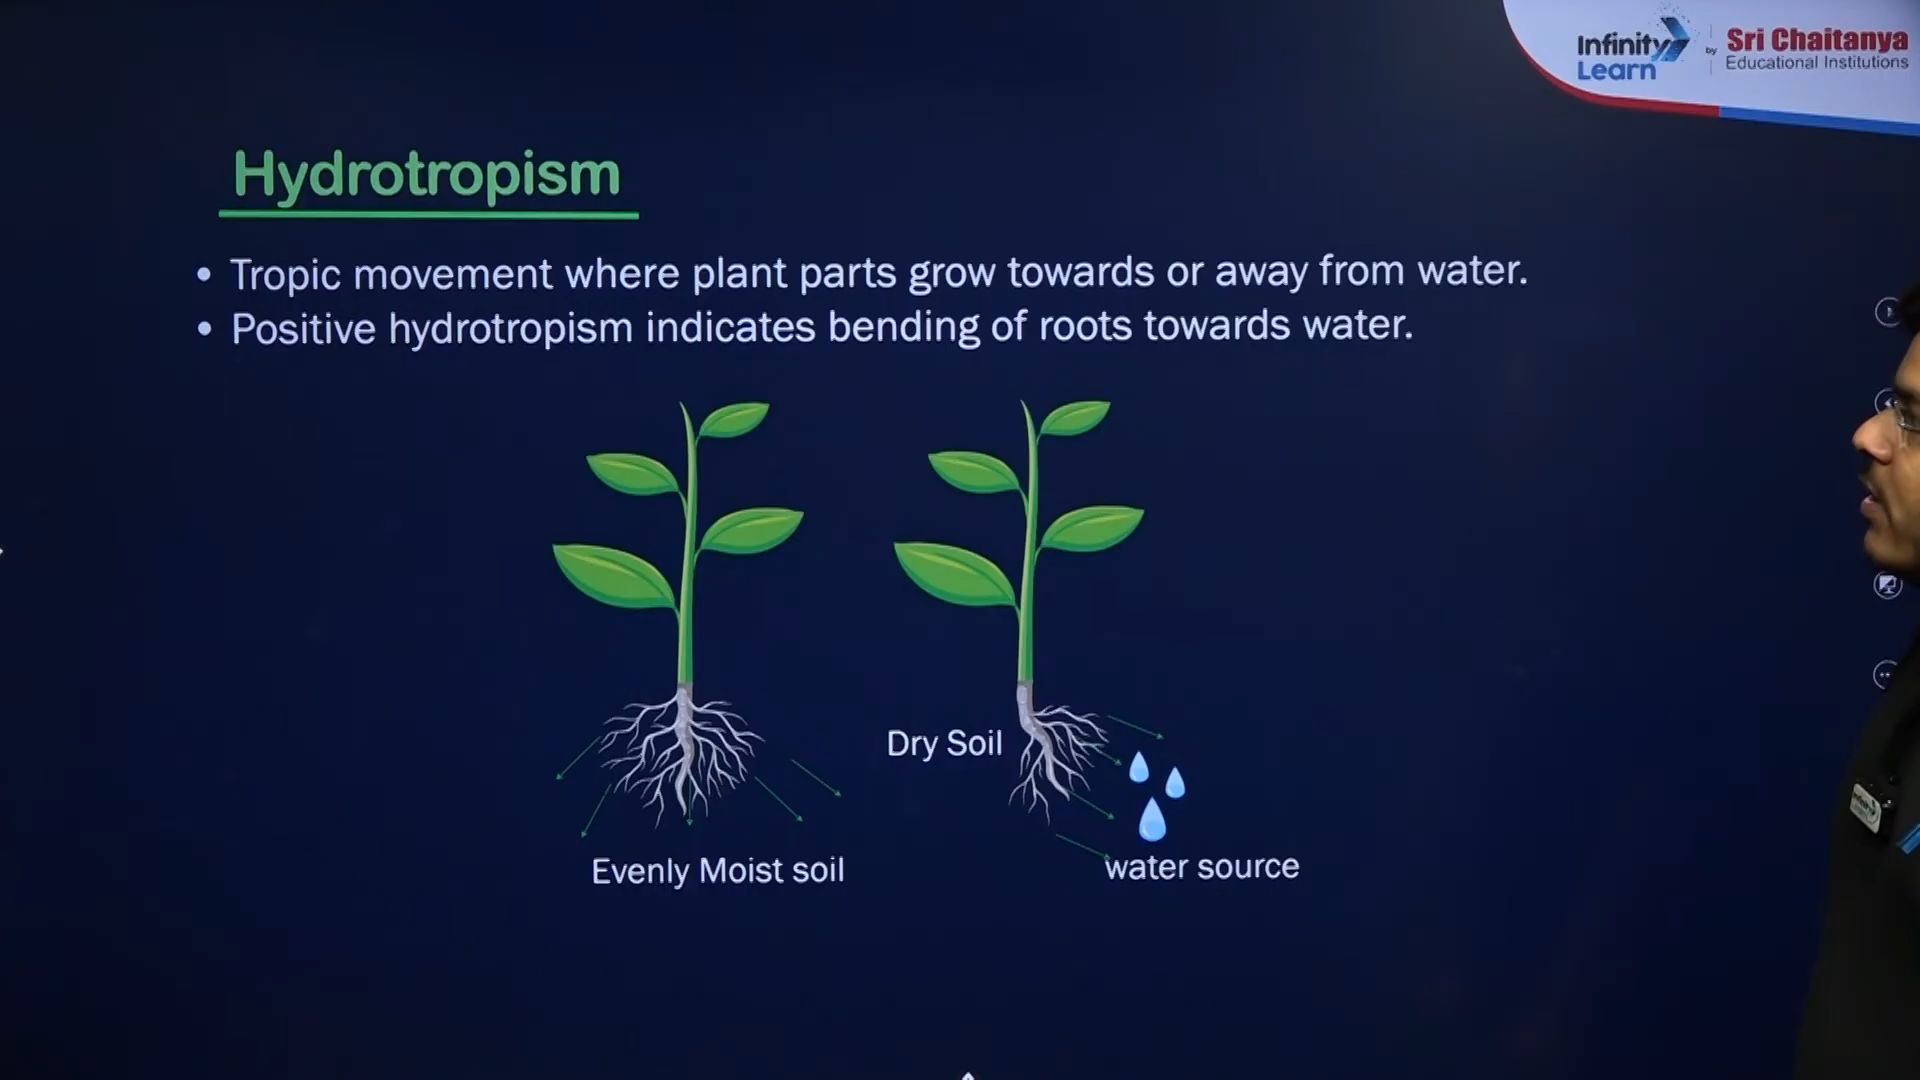 Infinity
Learn
by
Sri Chaitanya
Educational Institutions
Hydrotropism
• Tropic movement where plant parts grow towards or away from water.
• Positive hydrotropism indicates bending of roots towards water.
Dry Soil
Evenly Moist soil
water source